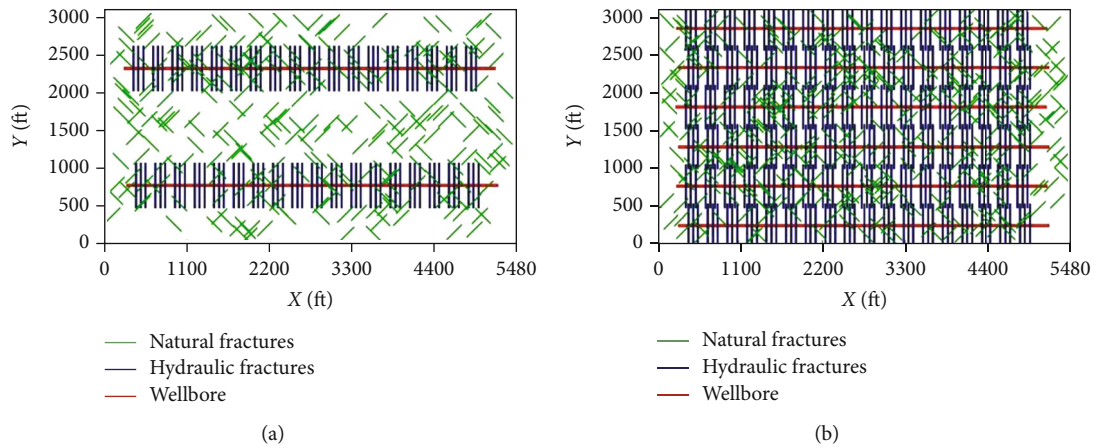 3000
2500
2000
1500
1000
500
0
Y (ft)
0 1100 2200 3300 4400 5480
X (ft)
Natural fractures
Hydraulic fractures
Wellbore
(a)
3000
2500
2000
1500
1000
500
0
Y (ft)
0 1100 2200 3300 4400 5480
X (ft)
Natural fractures
Hydraulic fractures
Wellbore
(b)